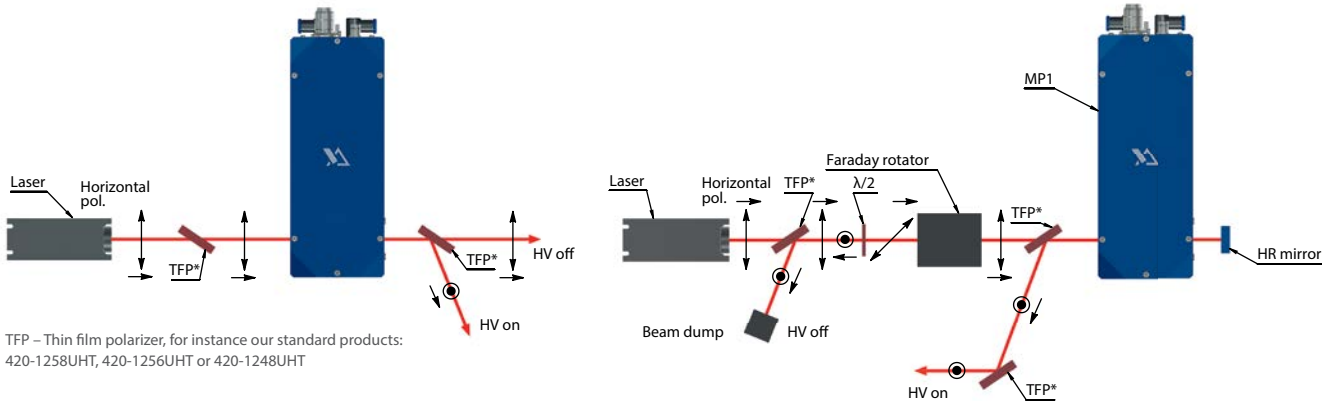 Laser
Horizontal
pol.
TFP*
TFP*
HV off
HV on
TFP – Thin film polarizer, for instance our standard products:
420-1258UHT, 420-1256UHT or 420-1248UHT
Laser
Horizontal
pol.
TFP*
λ/2
Faraday rotator
TFP*
MP1
HR mirror
Beam dump
HV off
HV on
TFP*